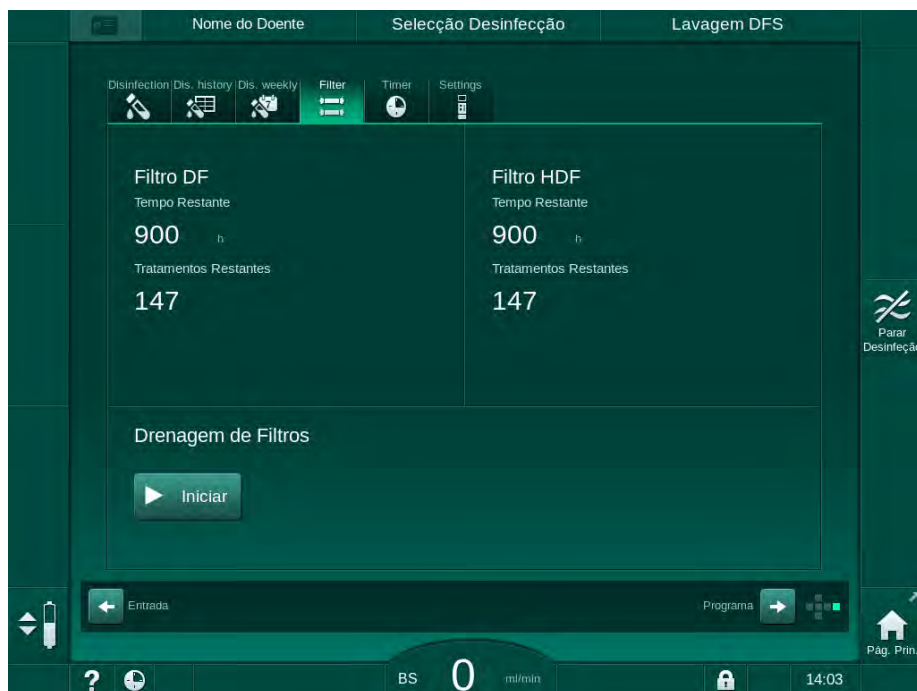 Nome do Doente
Selecção Desinfecção
Lavagem DFS
Disinfection
Dis. history
Dis. weekly
Filter
Timer
Settings
7
Filtro DF
Tempo Restante
900 h
Tratamentos Restantes
147
Filtro HDF
Tempo Restante
900 h
Tratamentos Restantes
147
Parar
Desinfeçã
Drenagem de Filtros
Iniciar
Entrada
Programa
Pág. Prin.
? BS 0 ml/min 14:03